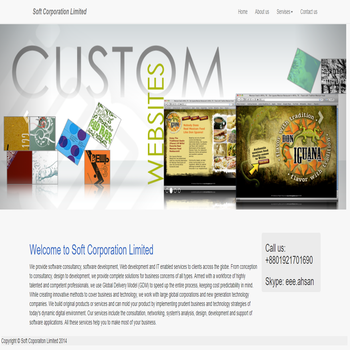 Soft Corporation Limited
Home About us Services Contact us
CUSTOM
WEBSITES
DON
IGUANA
Welcome to Soft Corporation Limited
We provide software consultancy, software development, Web development and IT enabled services to clients across the globe. From conception
to consultancy, design to development, we provide complete solutions for business concerns of all types. Armed with a workforce of highly
talented and competent professionals, we use Global Delivery Model (GDM) to speed up the entire process, keeping cost predictability in mind.
While creating innovative methods to cover business and technology, we work with large global corporations and new generation technology
companies. We build original products or services and can mold your business by implementing prudent business and technology strategies of
today's dynamic digital environment. Our services include the consultation, networking, system's analysis, design, development and support of
software applications. All these services help you to make most of your business.
Call us:
+8801921701690
Skype: eee.ahsan
Copyright © Soft Corporation Limited 2014